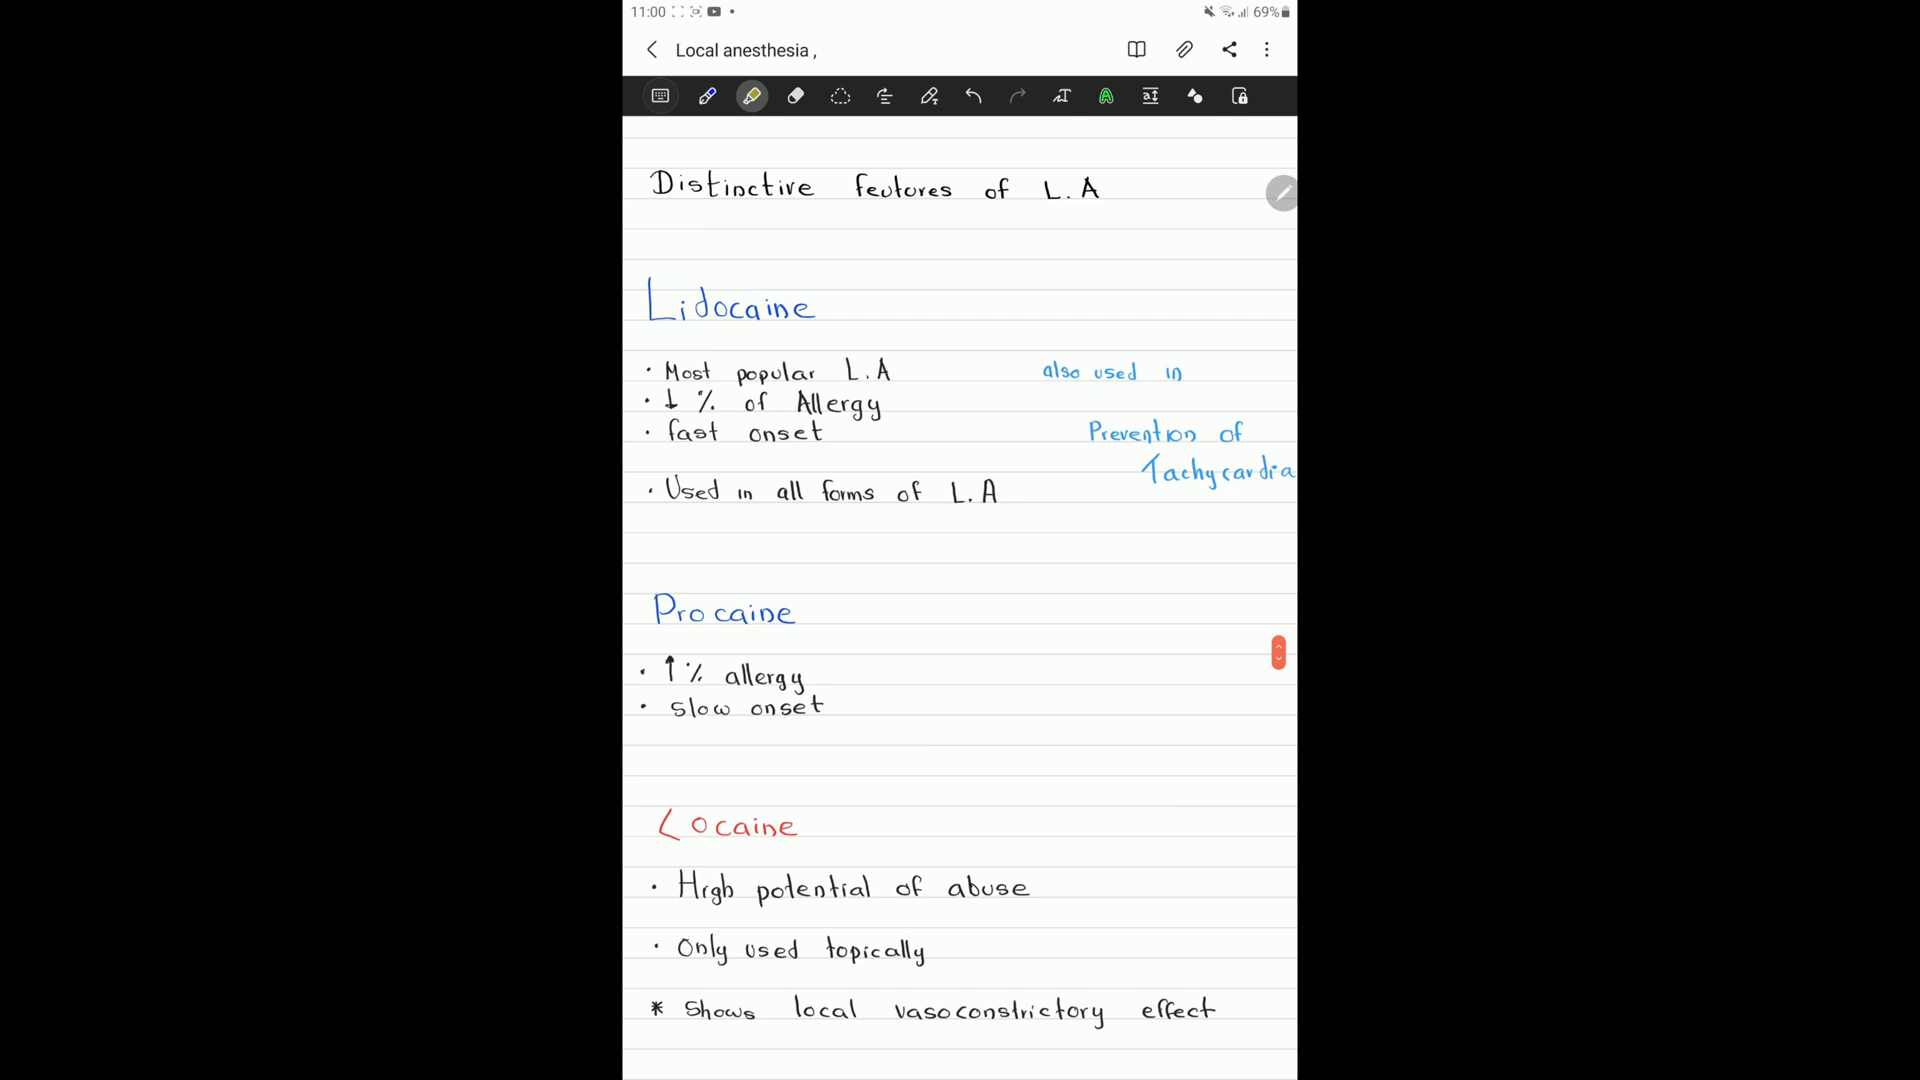 11:00 69%
Local anesthesia ,
Distinctive features of L.A
Lidocaine
• Most popular L.A also used in
• ↓ % of Allergy
• fast onset Prevention of
Tachycardia
• Used in all forms of L.A
Procaine
• ↑ % allergy
• slow onset
Cocaine
• High potential of abuse
• Only used topically
* Shows local vasoconstrictory effect